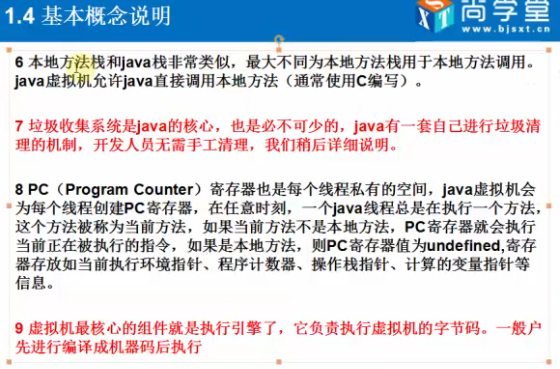 1.4 基本概念说明
尚学堂
www.bjsxt.com
6 本地方法栈和java栈非常类似，最大不同为本地方法栈用于本地方法调用。
java虚拟机允许java直接调用本地方法（通常使用C编写）。
7 垃圾收集系统是java的核心，也是必不可少的，java有一套自己进行垃圾清
理的机制，开发人员无需手工清理，我们稍后详细说明。
8 PC（Program Counter）寄存器也是每个线程私有的空间，java虚拟机会
为每个线程创建PC寄存器，在任意时刻，一个java线程总是在执行一个方法，
这个方法被称为当前方法，如果当前方法不是本地方法，PC寄存器就会执行
当前正在被执行的指令，如果是本地方法，则PC寄存器值为undefined,寄存
器存放如当前执行环境指针、程序计数器、操作栈指针、计算的变量指针等
信息。
9 虚拟机最核心的组件就是执行引擎了，它负责执行虚拟机的字节码。一般户
先进行编译成机器码后执行